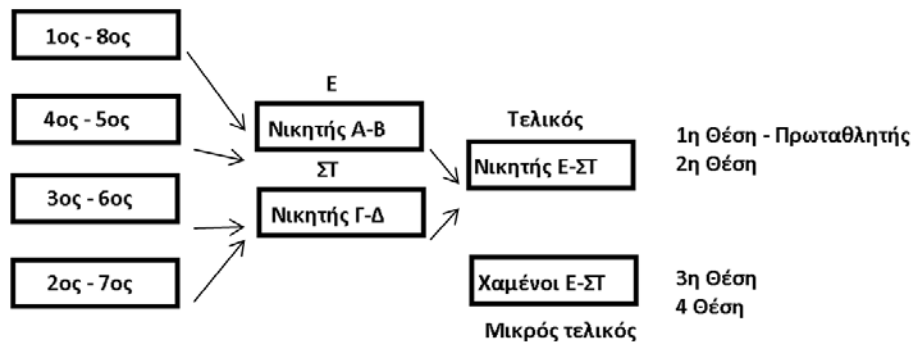 1ος - 8ος
4ος - 5ος
3ος - 6ος
2ος - 7ος
Ε
Νικητής Α-Β
ΣΤ
Νικητής Γ-Δ
Τελικός
Νικητής Ε-ΣΤ
1η Θέση - Πρωταθλητής
2η Θέση
Χαμένοι Ε-ΣΤ
3η Θέση
4 Θέση
Μικρός τελικός